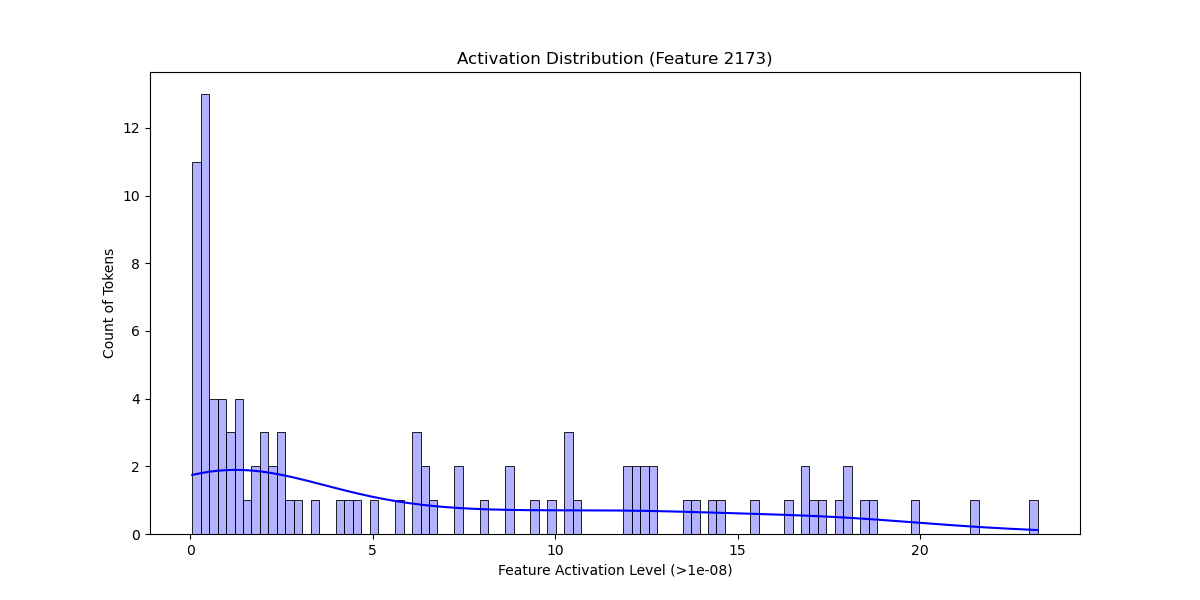 Activation Distribution (Feature 2173)
12
10
8
6
4
2
0
Count of Tokens
0 5 10 15 20
Feature Activation Level (>1e-08)